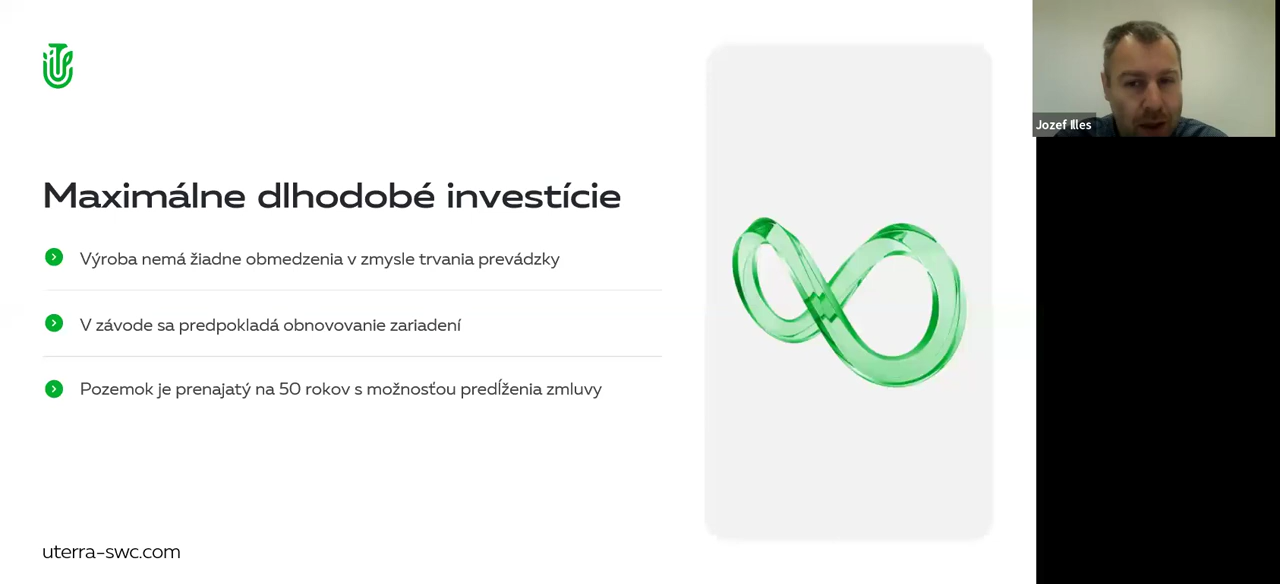 Maximálne dlhodobé investície
Výroba nemá žiadne obmedzenia v zmysle trvania prevádzky
V závode sa predpokladá obnovovanie zariadení
Pozemok je prenajatý na 50 rokov s možnosťou predĺženia zmluvy
uterra-swc.com
Jozef Illes